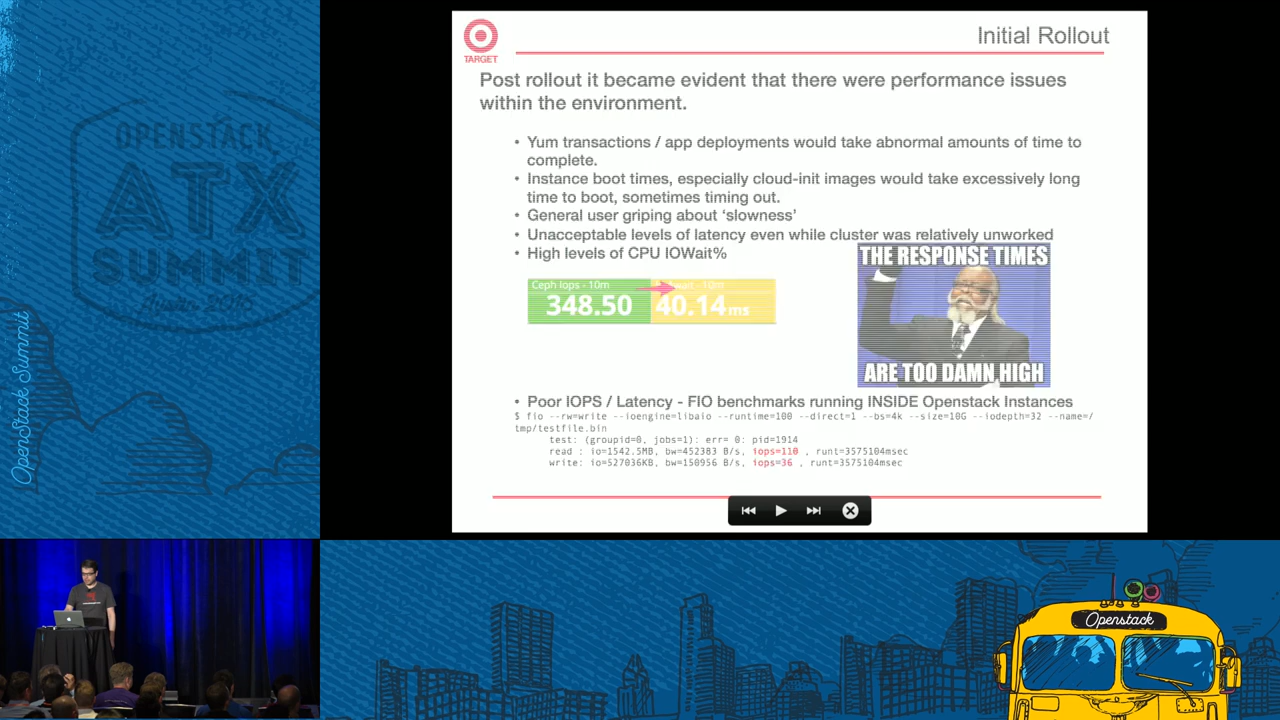 TARGET
Initial Rollout
Post rollout it became evident that there were performance issues
within the environment.
• Yum transactions / app deployments would take abnormal amounts of time to
complete.
• Instance boot times, especially cloud-init images would take excessively long
time to boot, sometimes timing out.
• General user griping about ‘slowness’
• Unacceptable levels of latency even while cluster was relatively unworked
• High levels of CPU IOWait%
Ceph Iops - 10m
- 10m
348.50
40.14ms
THE RESPONSE TIMES
ARE TOO DAMN HIGH
• Poor IOPS / Latency - FIO benchmarks running INSIDE Openstack Instances
$ fio --rw=write --ioengine=libaio --runtime=100 --direct=1 --bs=4k --size=10G --iodepth=32 --name=/
tmp/testfile.bin
test: (groupid=0, jobs=1): err= 0: pid=1914
read : io=1542.5MB, bw=452383 B/s, iops=110 , runt=3575104msec
write: io=527036KB, bw=150956 B/s, iops=36 , runt=3575104msec
OPENSTACK
ATX
SUMMIT
OpenStack Summit
Openstack